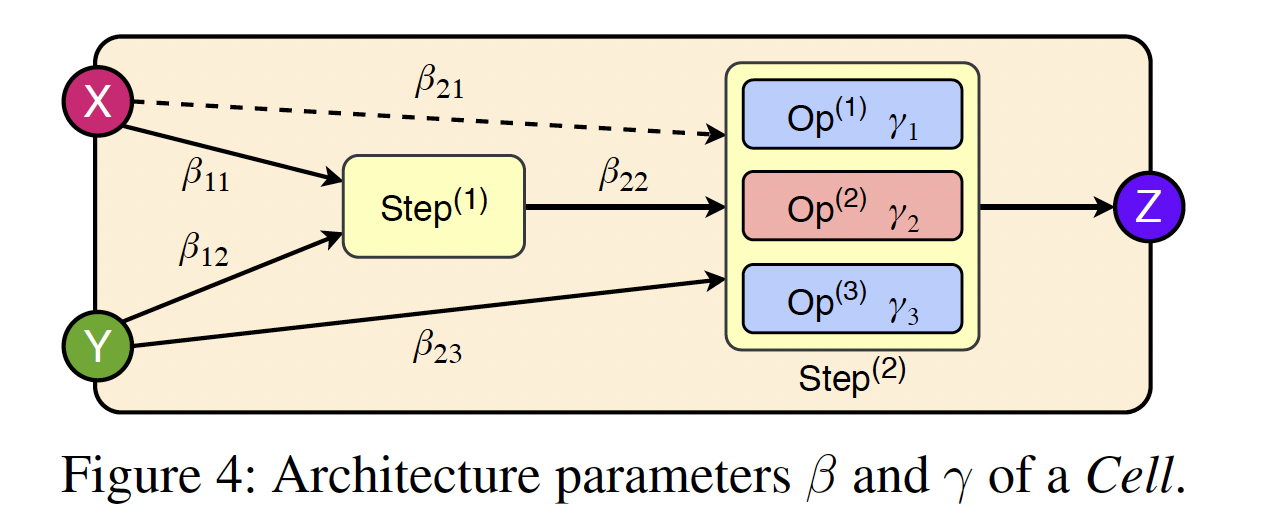 X
β21
Op(1) γ1
β11
Step(1)
β22
Op(2) γ2
Z
β12
Op(3) γ3
Y
β23
Step(2)
Figure 4: Architecture parameters β and γ of a Cell.